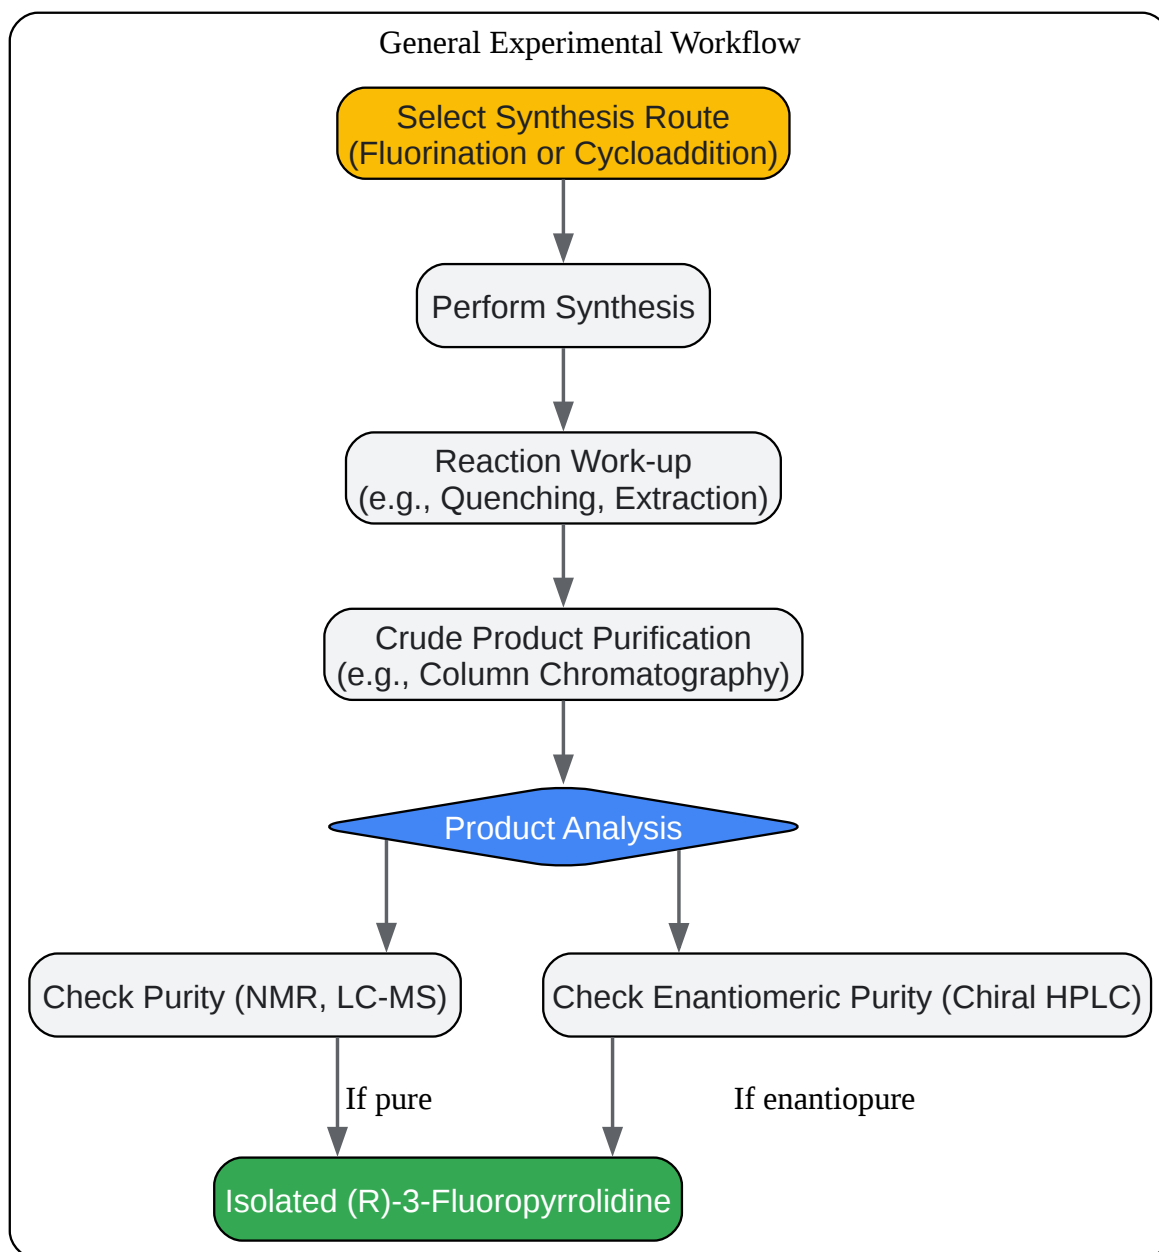 General Experimental Workflow
Select Synthesis Route
(Fluorination or Cycloaddition)
Perform Synthesis
Reaction Work-up
(e.g., Quenching, Extraction)
Crude Product Purification
(e.g., Column Chromatography)
Product Analysis
Check Purity (NMR, LC-MS)
Check Enantiomeric Purity (Chiral HPLC)
If pure
If enantiopure
Isolated (R)-3-Fluoropyrrolidine